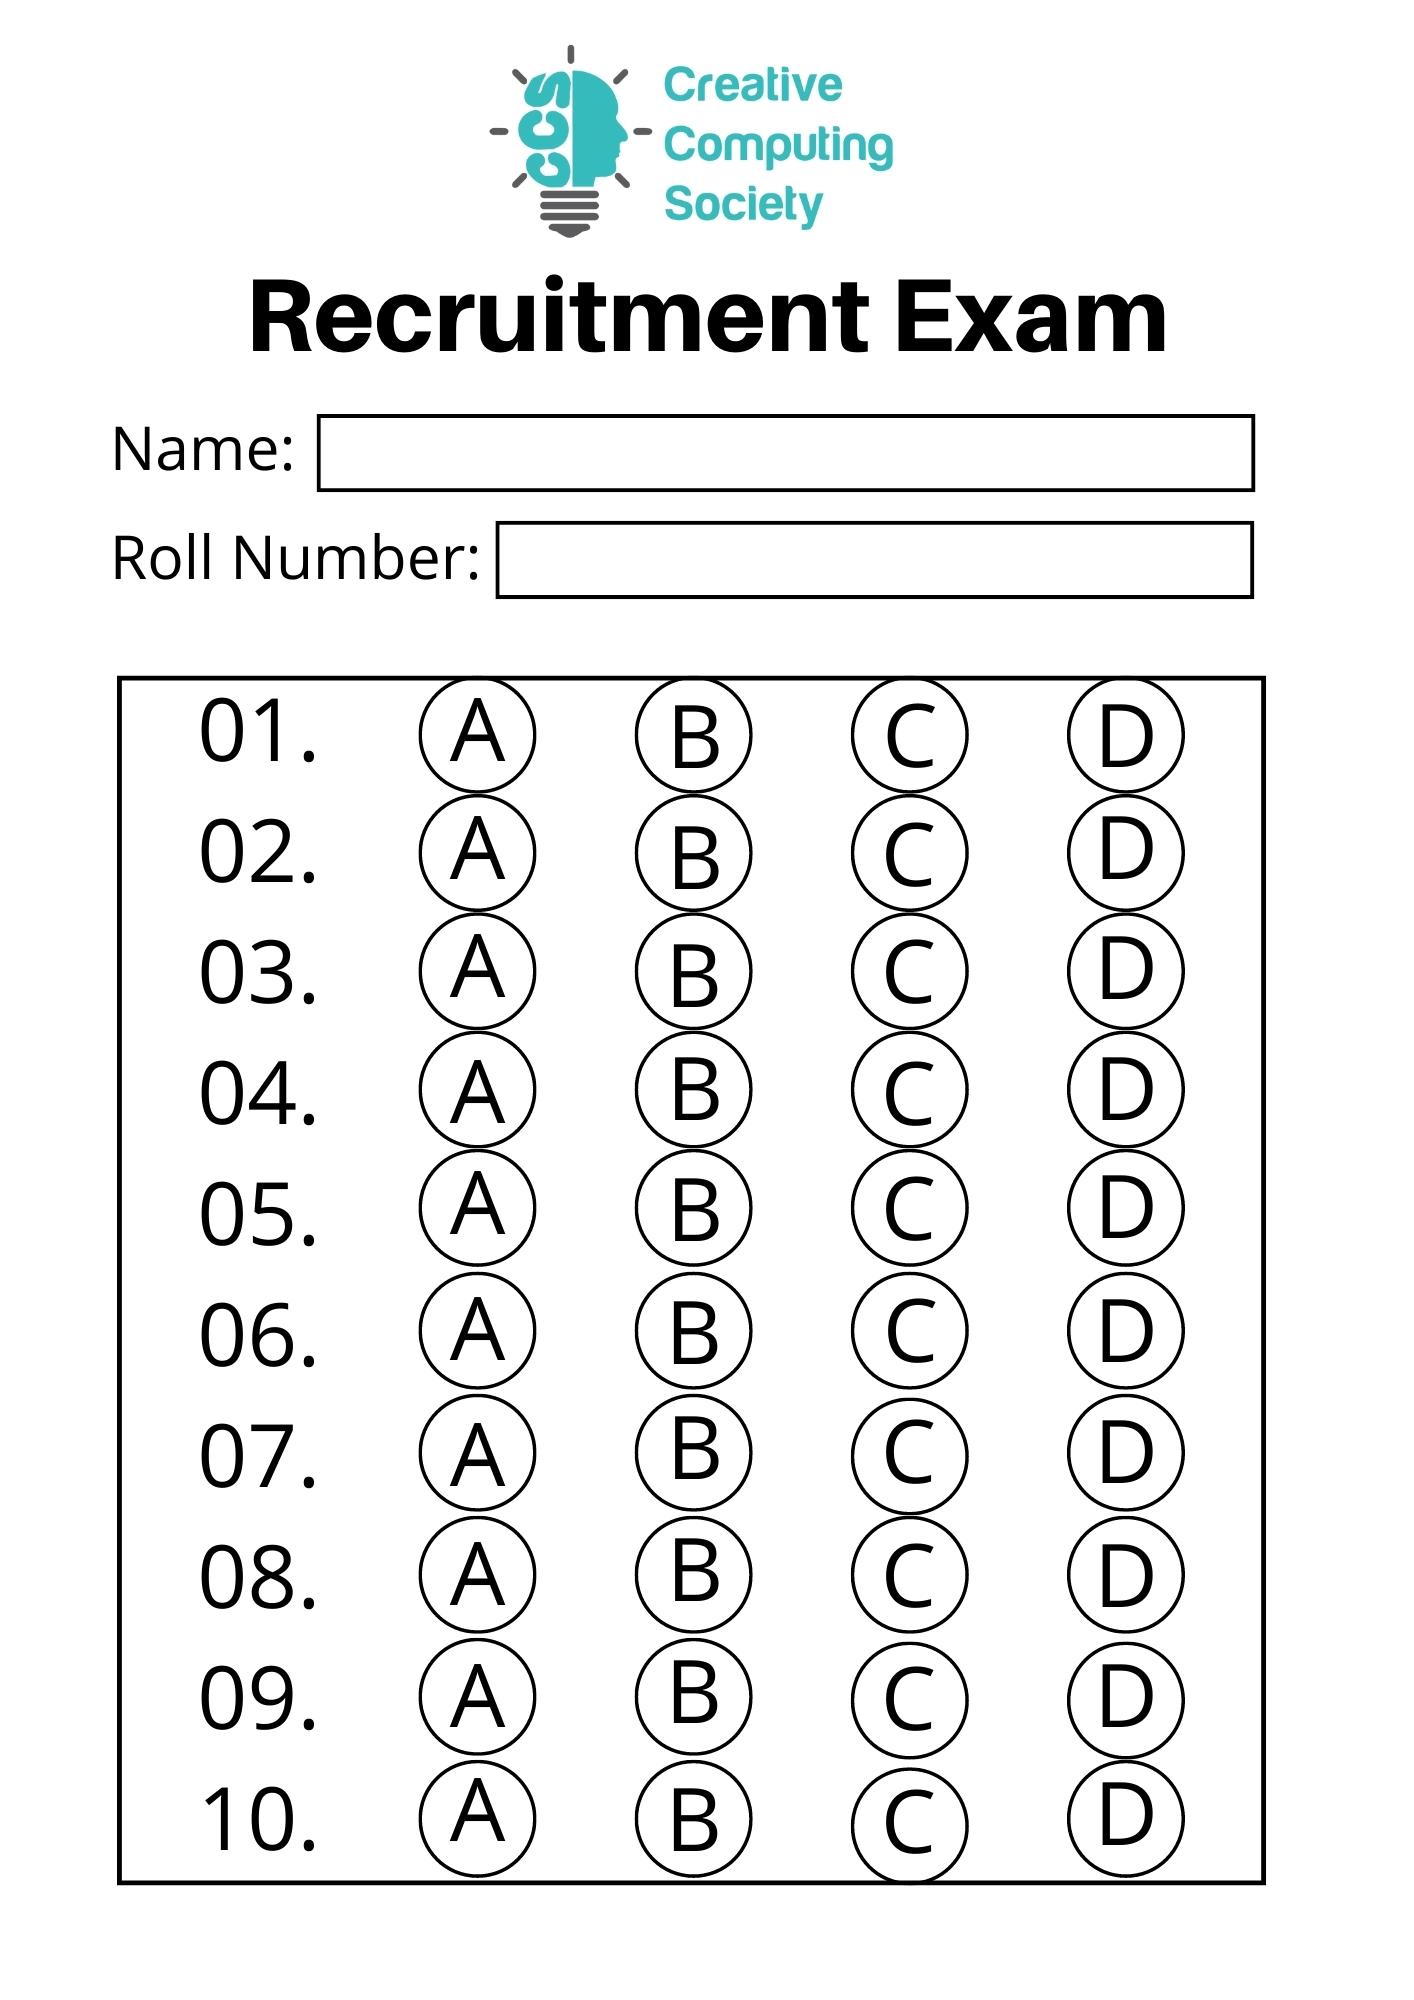 CCS
Creative
Computing
Society
Recruitment Exam
Name:
Roll Number:
01. A B C D
02. A B C D
03. A B C D
04. A B C D
05. A B C D
06. A B C D
07. A B C D
08. A B C D
09. A B C D
10. A B C D